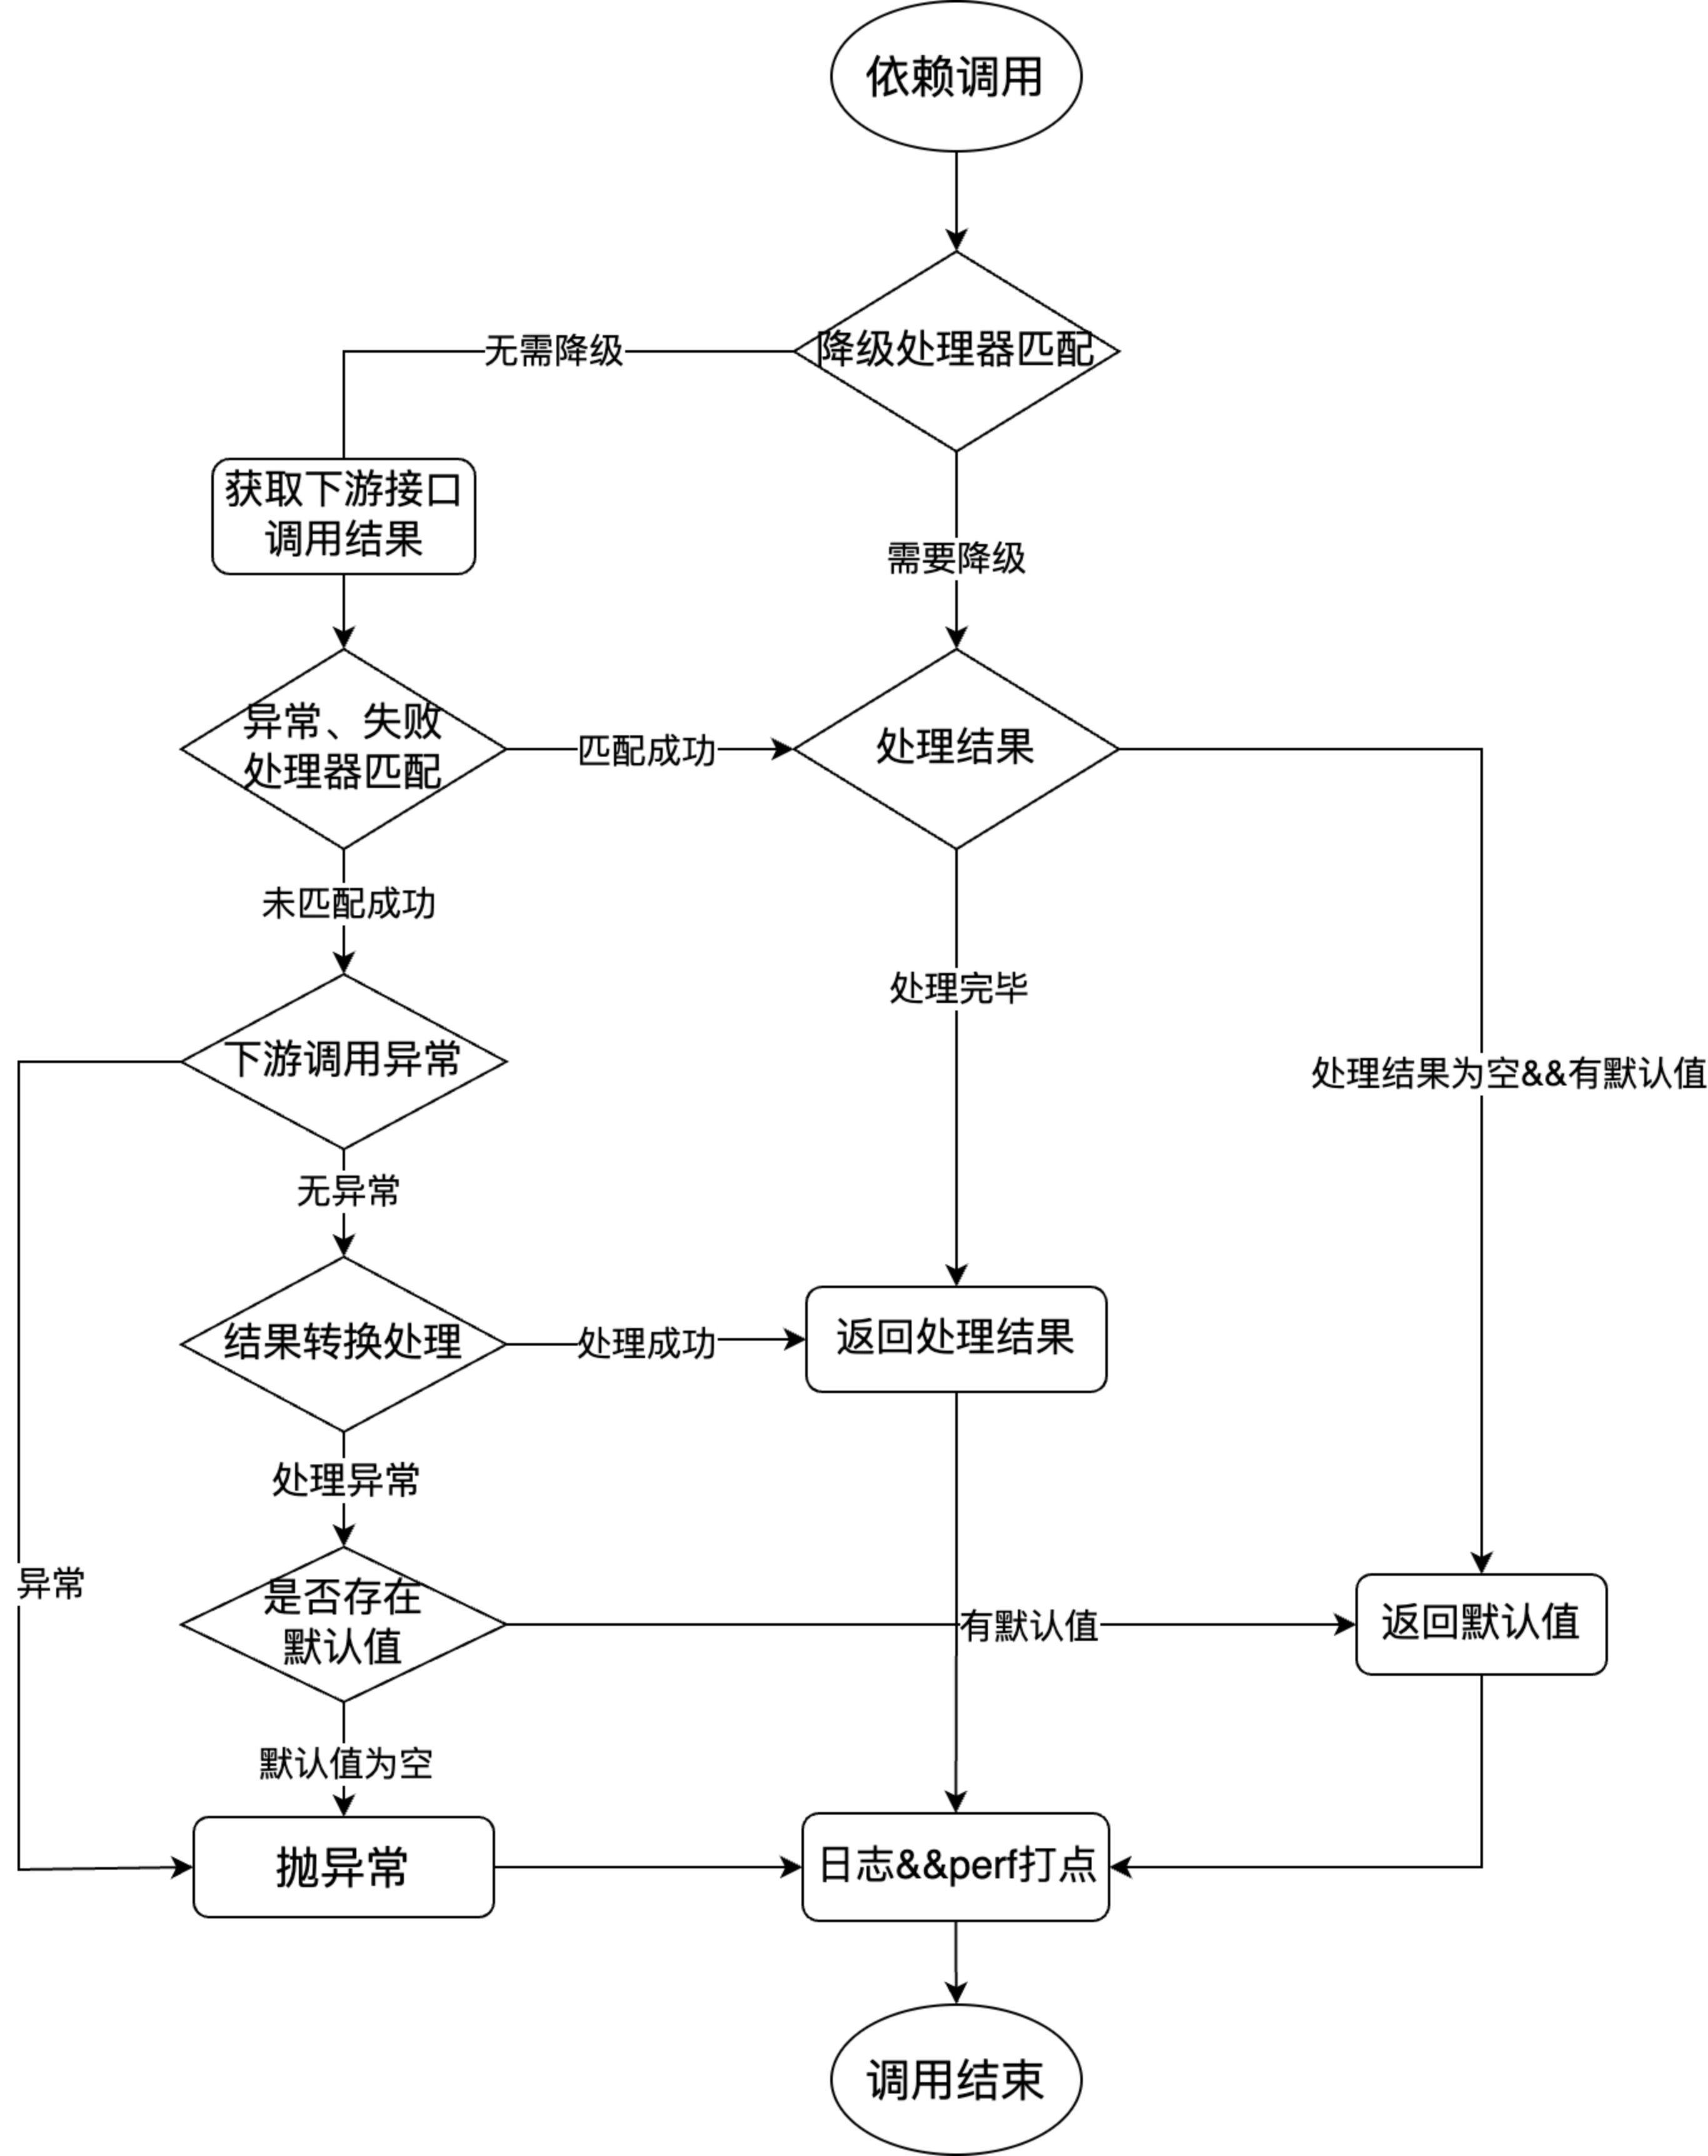 依赖调用
降级处理器匹配
无需降级
获取下游接口
调用结果
需要降级
异常、失败
处理器匹配
匹配成功
处理结果
未匹配成功
处理完毕
下游调用异常
处理结果为空&&有默认值
无异常
结果转换处理
处理成功
返回处理结果
处理异常
异常
是否存在
默认值
有默认值
返回默认值
默认值为空
抛异常
日志&&perf打点
调用结束